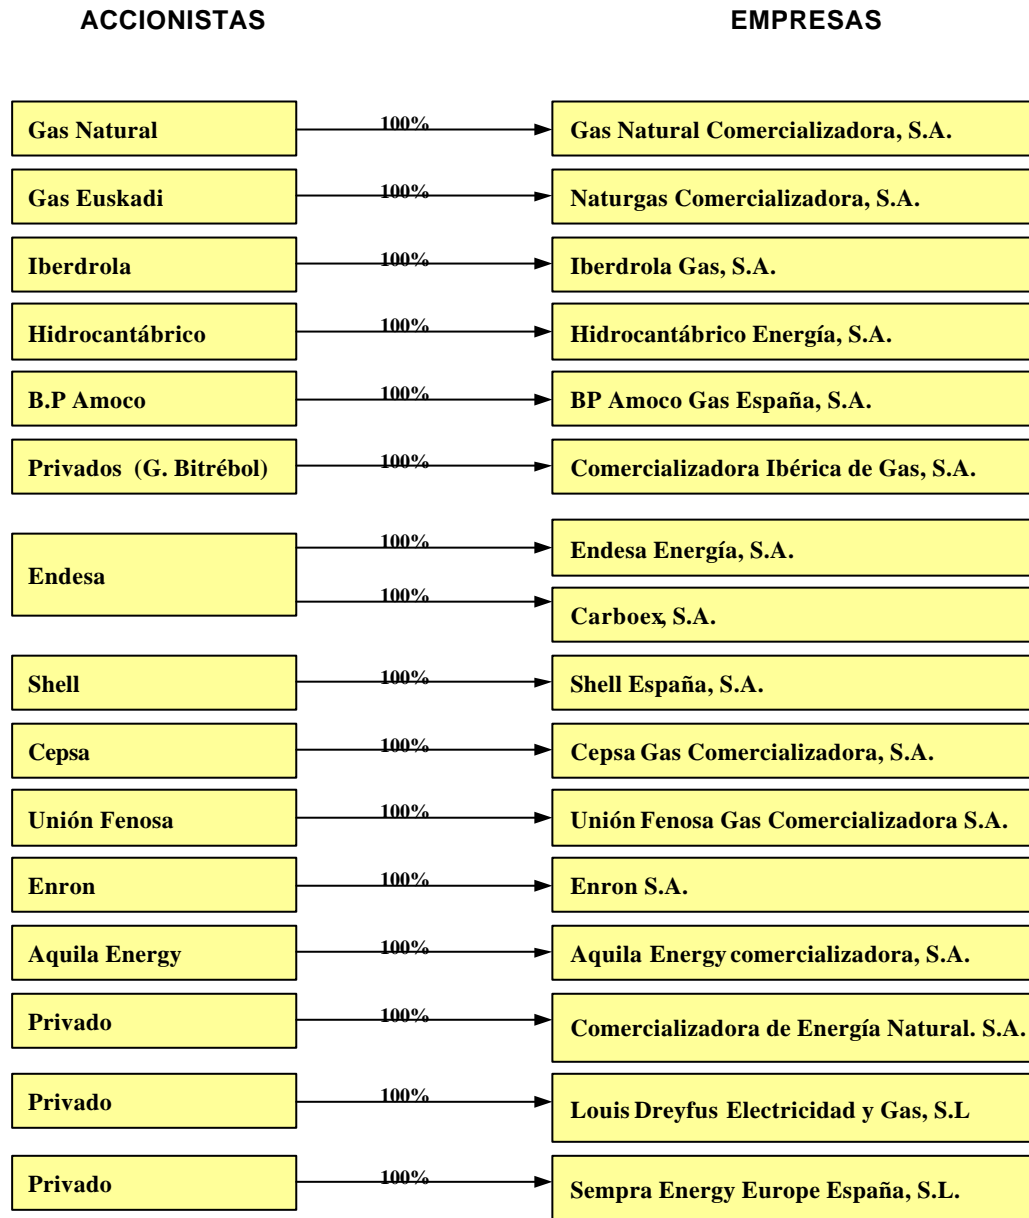 ACCIONISTAS EMPRESAS
Gas Natural 100% Gas Natural Comercializadora, S.A.
Gas Euskadi 100% Naturgas Comercializadora, S.A.
Iberdrola 100% Iberdrola Gas, S.A.
Hidrocantábrico 100% Hidrocantábrico Energía, S.A.
B.P Amoco 100% BP Amoco Gas España, S.A.
Privados (G. Bitrébol) 100% Comercializadora Ibérica de Gas, S.A.
Endesa 100% Endesa Energía, S.A.
100% Carboex, S.A.
Shell 100% Shell España, S.A.
Cepsa 100% Cepsa Gas Comercializadora, S.A.
Unión Fenosa 100% Unión Fenosa Gas Comercializadora S.A.
Enron 100% Enron S.A.
Aquila Energy 100% Aquila Energy comercializadora, S.A.
Privado 100% Comercializadora de Energía Natural. S.A.
Privado 100% Louis Dreyfus Electricidad y Gas, S.L
Privado 100% Sempra Energy Europe España, S.L.